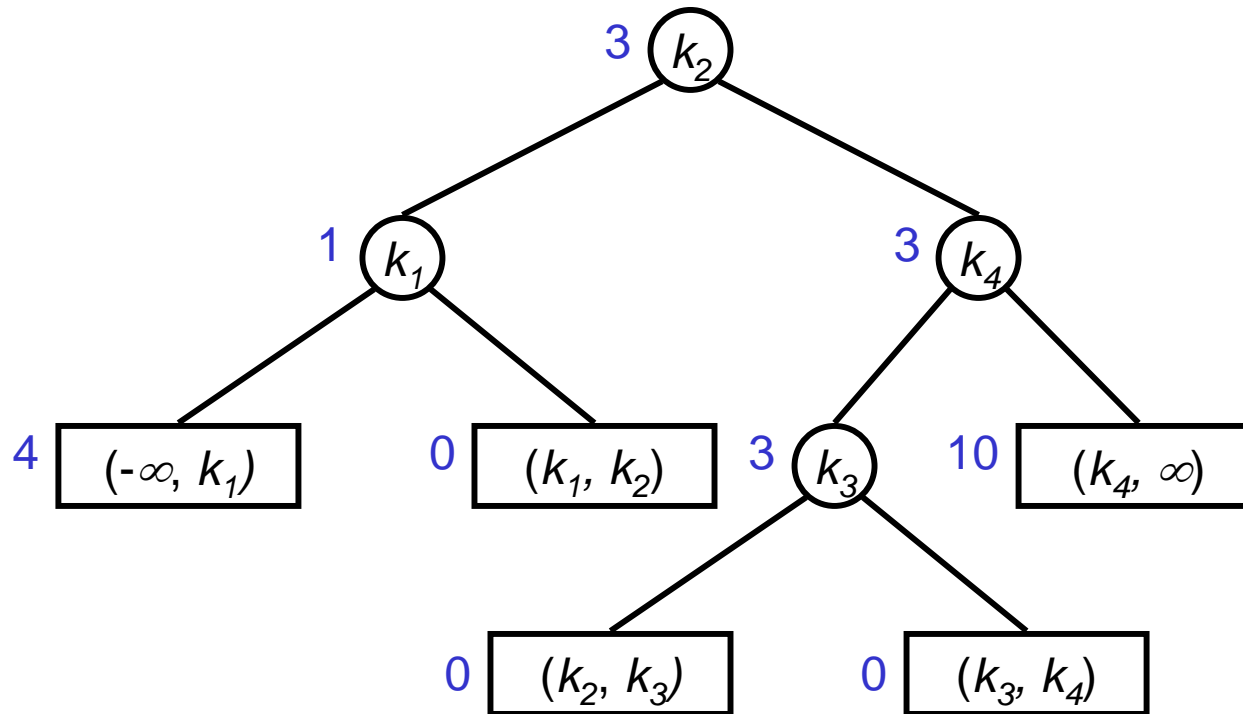 3 k₂
1 k₁ 3 k₄
4 (-∞, k₁) 0 (k₁, k₂) 3 k₃ 10 (k₄, ∞)
0 (k₂, k₃) 0 (k₃, k₄)